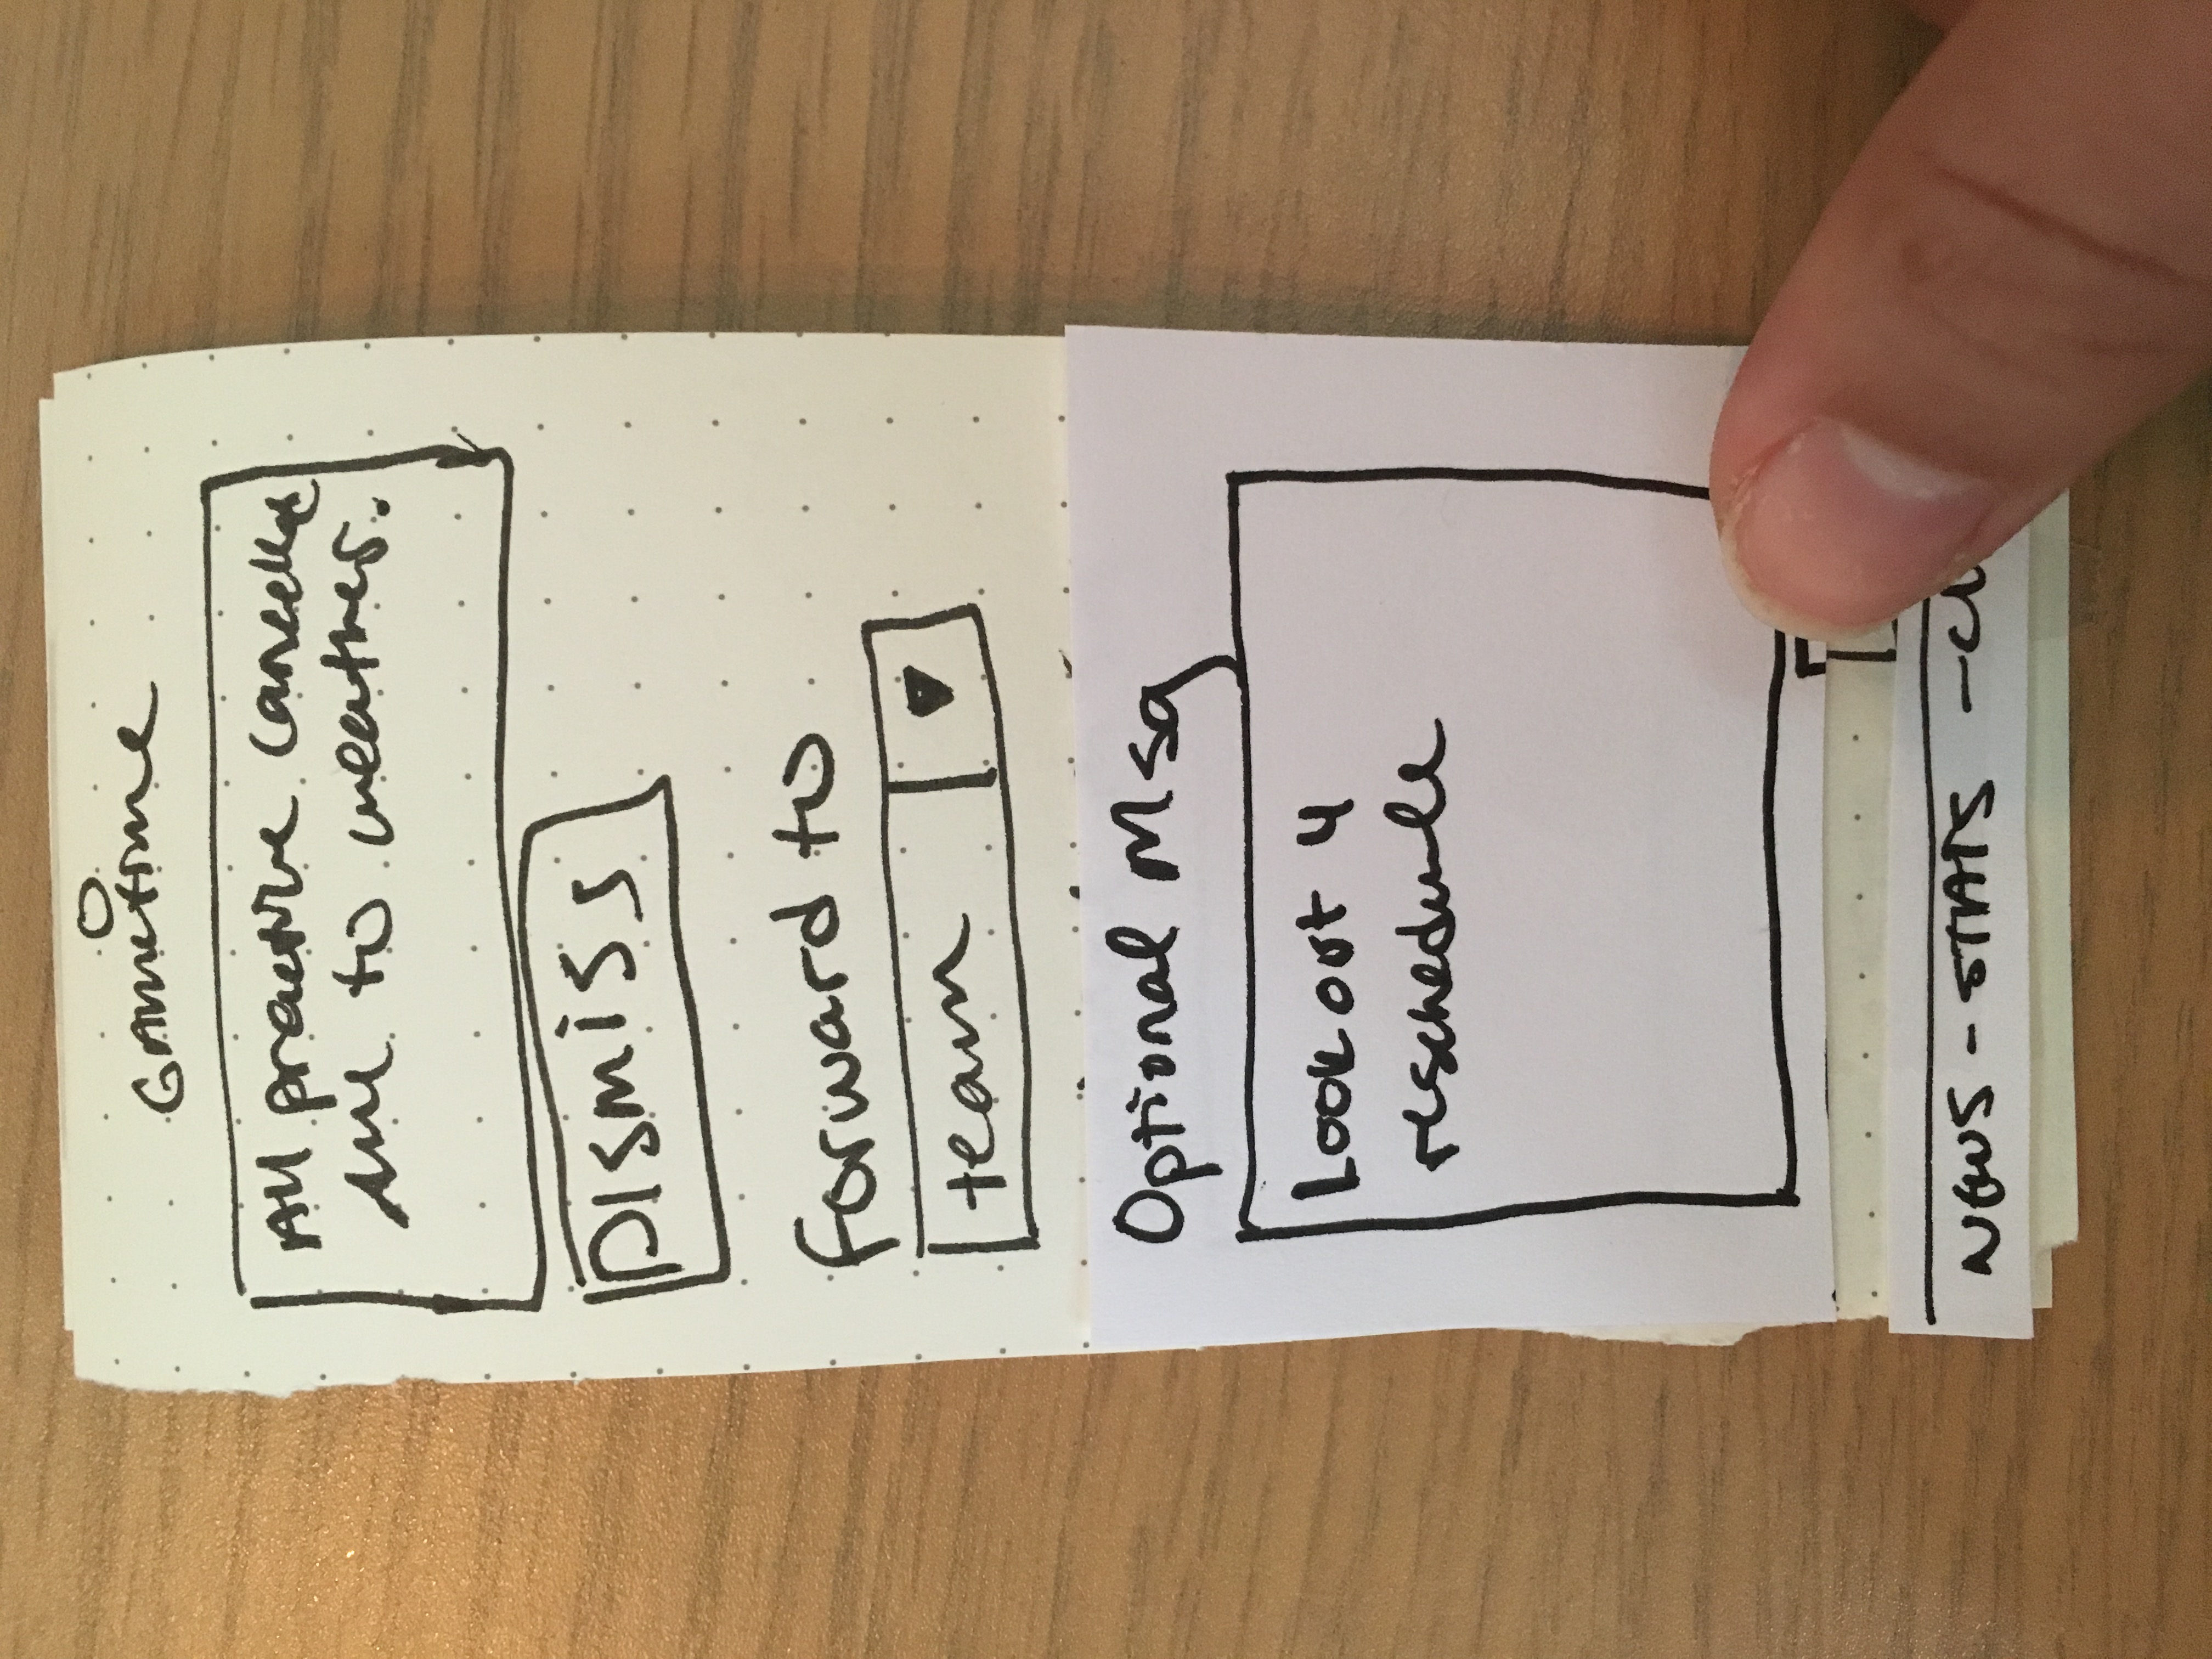 Gametime
All practice cancelled
due to weather.
Dismiss
forward to
team
Optional Msg
Look out 4
reschedule
NEWS - STATS -